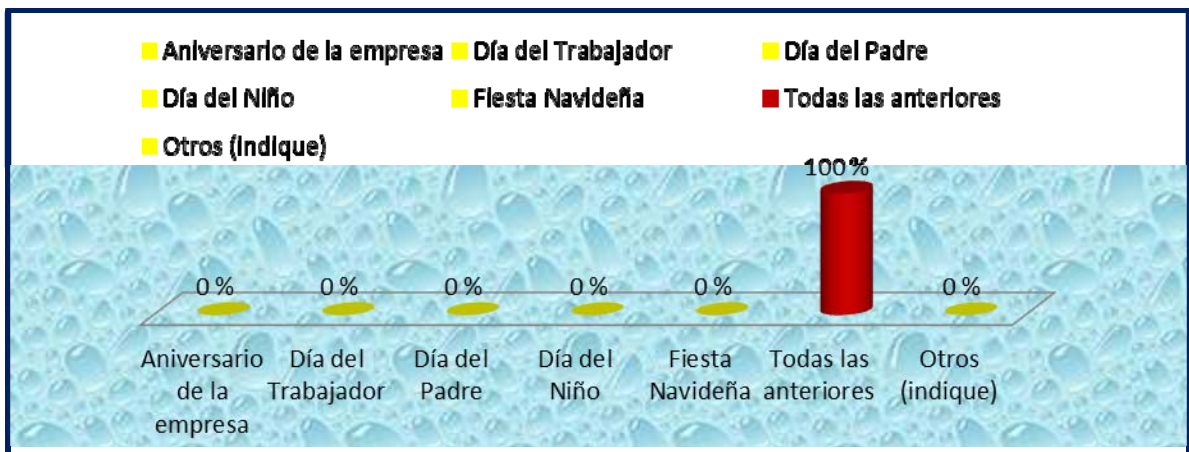 Aniversario de la empresa Día del Trabajador Día del Padre
Día del Niño Fiesta Navideña Todas las anteriores
Otros (indique)
100 %
0 % 0 % 0 % 0 % 0 % 0 %
Aniversario Día del Día del Día del Fiesta Todas las Otros
de la Trabajador Padre Niño Navideña anteriores (indique)
empresa